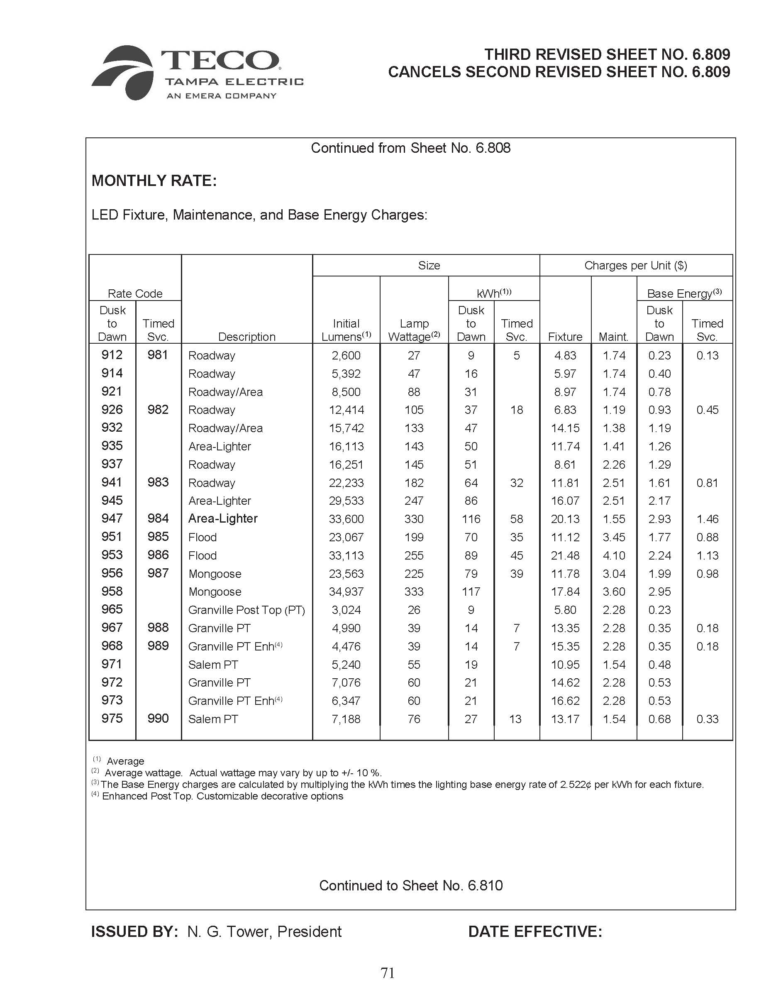 TECO®
TAMPA ELECTRIC
AN EMERA COMPANY
THIRD REVISED SHEET NO. 6.809
CANCELS SECOND REVISED SHEET NO. 6.809
Continued from Sheet No. 6.808
MONTHLY RATE:
LED Fixture, Maintenance, and Base Energy Charges:
Size Charges per Unit ($)
Rate Code kWh(1)) Base Energy(3)
Dusk Dusk Dusk
to Timed Initial Lamp to Timed to Timed
Dawn Svc. Description Lumens(1) Wattage(2) Dawn Svc. Fixture Maint. Dawn Svc.
912 981 Roadway 2,600 27 9 5 4.83 1.74 0.23 0.13
914 Roadway 5,392 47 16 5.97 1.74 0.40
921 Roadway/Area 8,500 88 31 8.97 1.74 0.78
926 982 Roadway 12,414 105 37 18 6.83 1.19 0.93 0.45
932 Roadway/Area 15,742 133 47 14.15 1.38 1.19
935 Area-Lighter 16,113 143 50 11.74 1.41 1.26
937 Roadway 16,251 145 51 8.61 2.26 1.29
941 983 Roadway 22,233 182 64 32 11.81 2.51 1.61 0.81
945 Area-Lighter 29,533 247 86 16.07 2.51 2.17
947 984 Area-Lighter 33,600 330 116 58 20.13 1.55 2.93 1.46
951 985 Flood 23,067 199 70 35 11.12 3.45 1.77 0.88
953 986 Flood 33,113 255 89 45 21.48 4.10 2.24 1.13
956 987 Mongoose 23,563 225 79 39 11.78 3.04 1.99 0.98
958 Mongoose 34,937 333 117 17.84 3.60 2.95
965 Granville Post Top (PT) 3,024 26 9 5.80 2.28 0.23
967 988 Granville PT 4,990 39 14 7 13.35 2.28 0.35 0.18
968 989 Granville PT Enh(4) 4,476 39 14 7 15.35 2.28 0.35 0.18
971 Salem PT 5,240 55 19 10.95 1.54 0.48
972 Granville PT 7,076 60 21 14.62 2.28 0.53
973 Granville PT Enh(4) 6,347 60 21 16.62 2.28 0.53
975 990 Salem PT 7,188 76 27 13 13.17 1.54 0.68 0.33
(1) Average
(2) Average wattage. Actual wattage may vary by up to +/- 10 %.
(3) The Base Energy charges are calculated by multiplying the kWh times the lighting base energy rate of 2.522¢ per kWh for each fixture.
(4) Enhanced Post Top. Customizable decorative options
Continued to Sheet No. 6.810
ISSUED BY: N. G. Tower, President DATE EFFECTIVE:
71